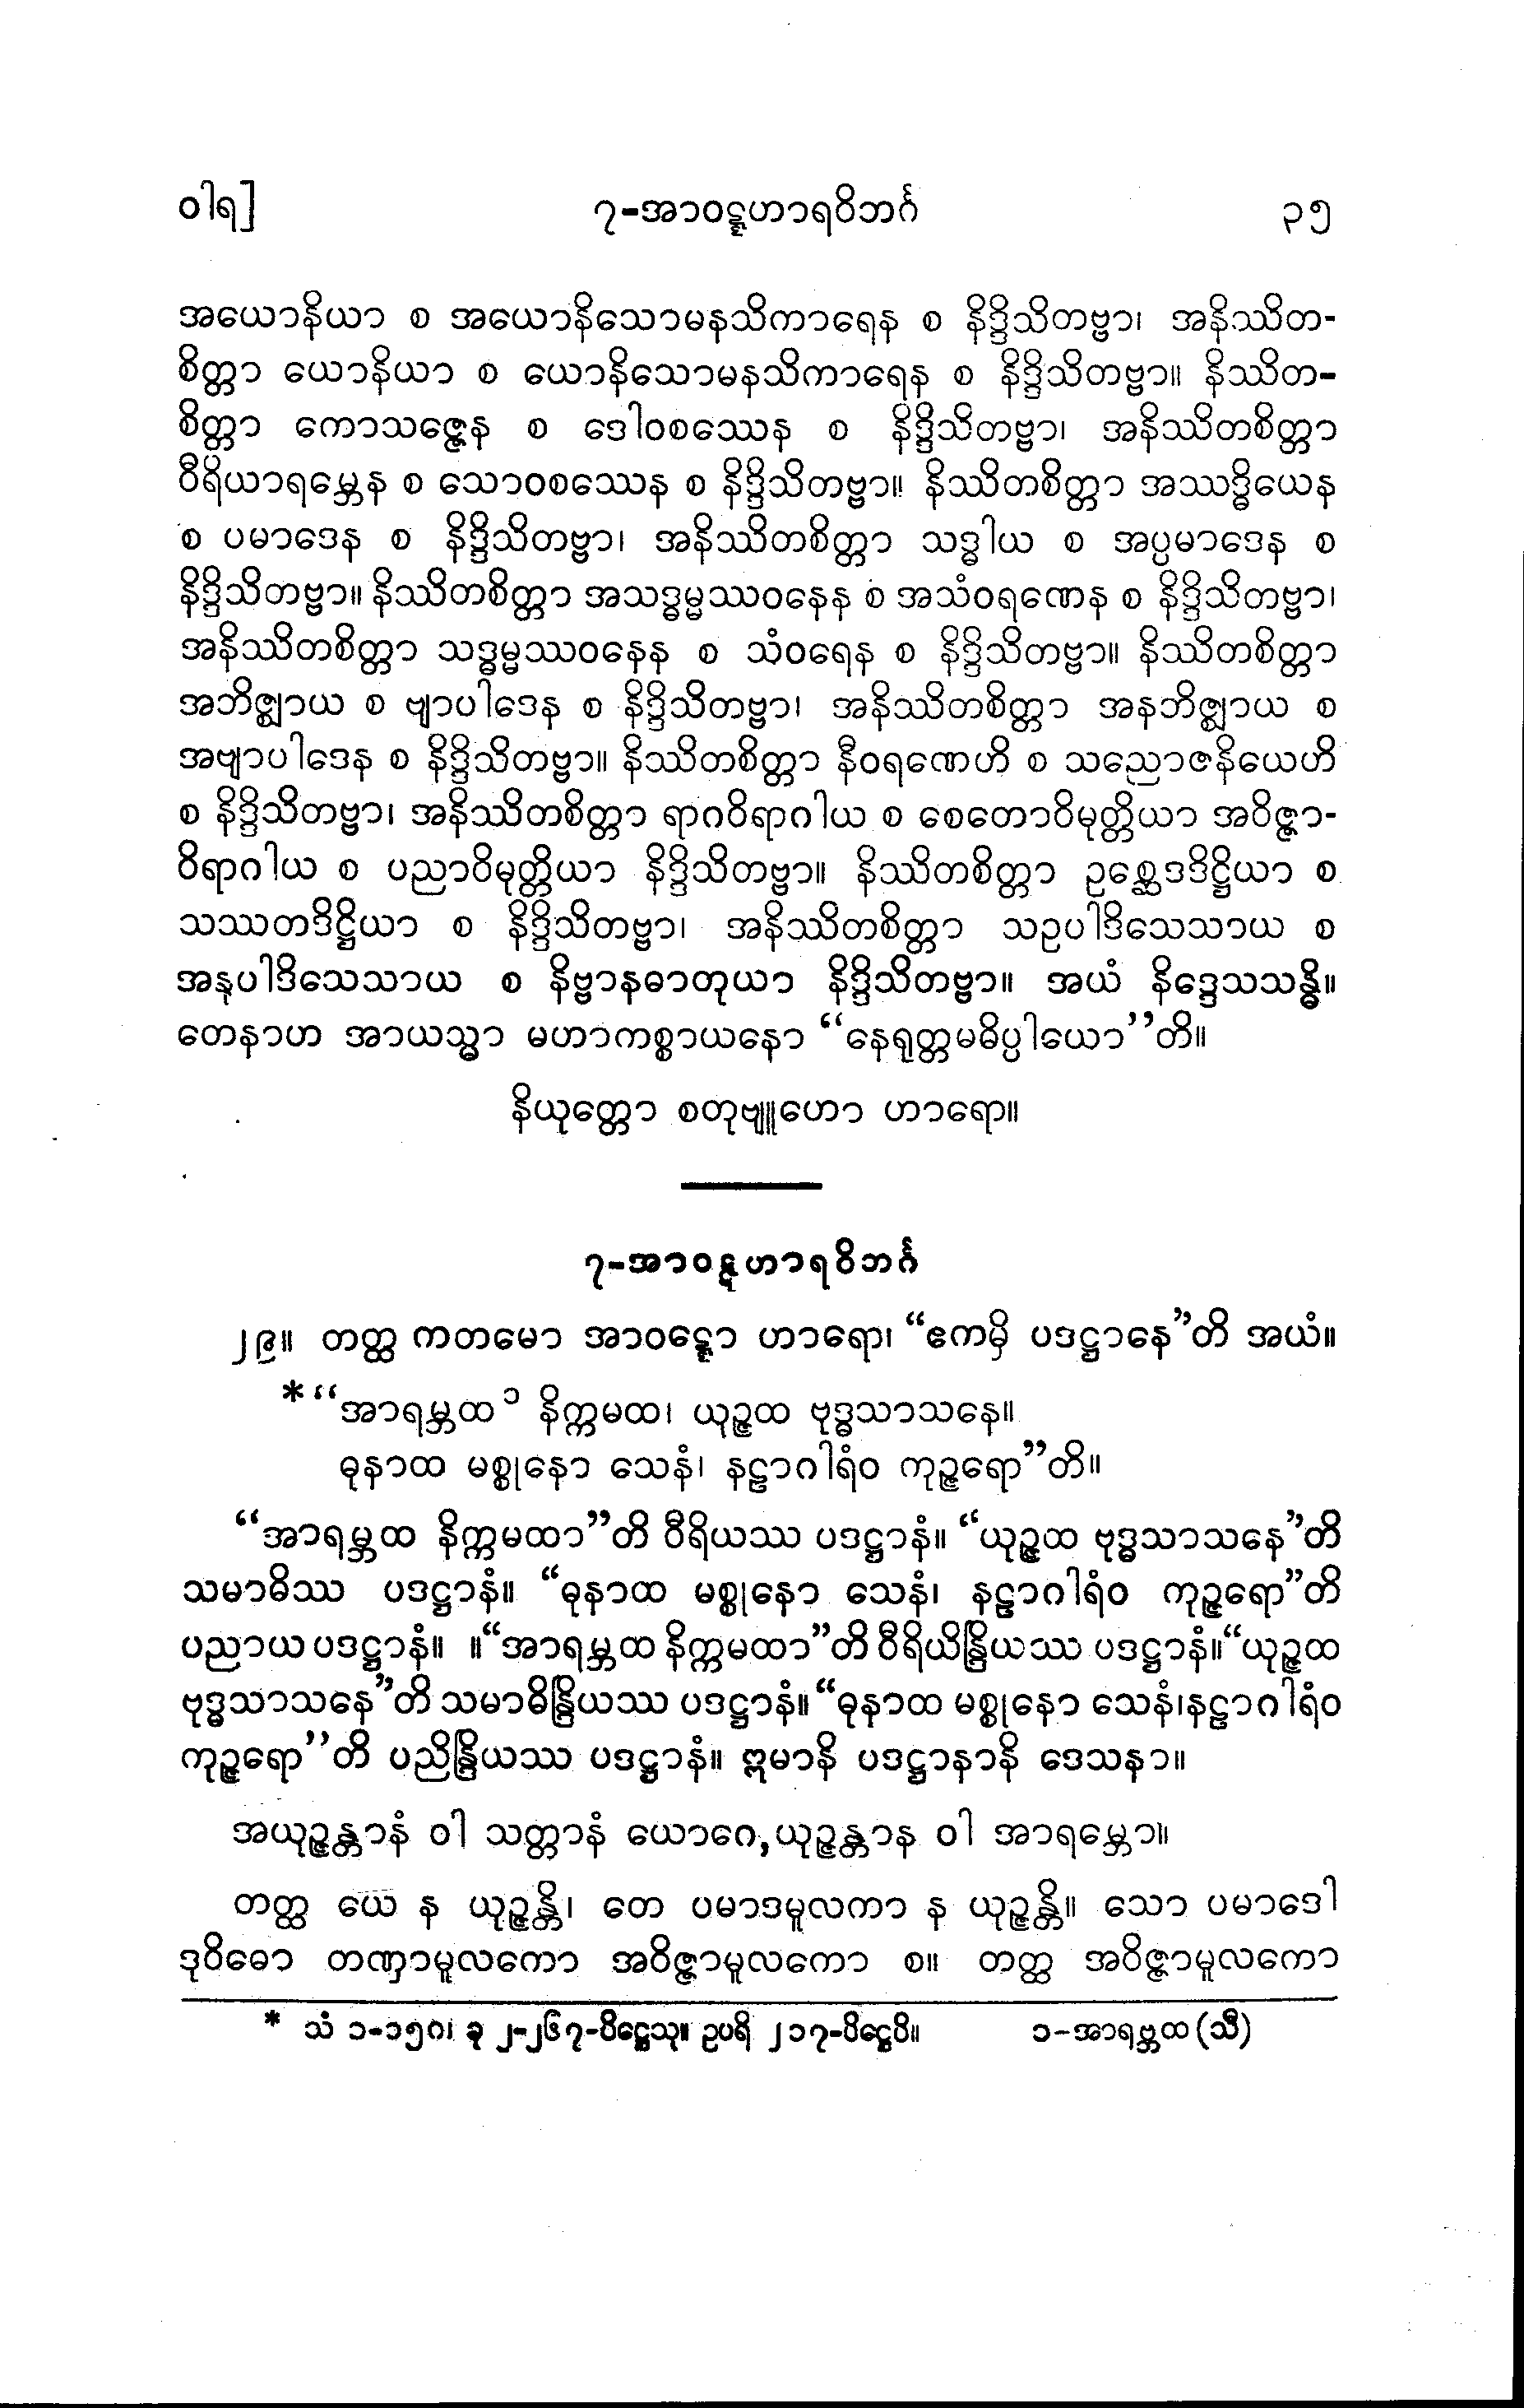 ဝါရ]
၇-အာဝဋ္ဋဟာရဝိဘင်္ဂ
၃၅
အယောနိယာ စ အယောနိသောမနသိကာရေန စ နိဒ္ဒိသိတဗ္ဗာ၊ အနိဿိတ-
စိတ္တာ ယောနိယာ စ ယောနိသောမနသိကာရေန စ နိဒ္ဒိသိတဗ္ဗာ။ နိဿိတ-
စိတ္တာ ကောသဇ္ဇေန စ ဒေါဝစဿေန စ နိဒ္ဒိသိတဗ္ဗာ၊ အနိဿိတစိတ္တာ
ဝီရိယာရမ္ဘေန စ သောဝစဿေန စ နိဒ္ဒိသိတဗ္ဗာ။ နိဿိတစိတ္တာ အဿဒ္ဓိယေန
စ ပမာဒေန စ နိဒ္ဒိသိတဗ္ဗာ၊ အနိဿိတစိတ္တာ သဒ္ဓါယ စ အပ္ပမာဒေန စ
နိဒ္ဒိသိတဗ္ဗာ။ နိဿိတစိတ္တာ အသဒ္ဓမ္မဿဝနေန စ အသံဝရဏေန စ နိဒ္ဒိသိတဗ္ဗာ၊
အနိဿိတစိတ္တာ သဒ္ဓမ္မဿဝနေန စ သံဝရေန စ နိဒ္ဒိသိတဗ္ဗာ။ နိဿိတစိတ္တာ
အဘိဇ္ဈာယ စ ဗျာပါဒေန စ နိဒ္ဒိသိတဗ္ဗာ၊ အနိဿိတစိတ္တာ အနဘိဇ္ဈာယ စ
အဗျာပါဒေန စ နိဒ္ဒိသိတဗ္ဗာ။ နိဿိတစိတ္တာ နီဝရဏေဟိ စ သညောဇနိယေဟိ
စ နိဒ္ဒိသိတဗ္ဗာ၊ အနိဿိတစိတ္တာ ရာဂဝိရာဂါယ စ စေတောဝိမုတ္တိယာ အဝိဇ္ဇာ-
ဝိရာဂါယ စ ပညာဝိမုတ္တိယာ နိဒ္ဒိသိတဗ္ဗာ။ နိဿိတစိတ္တာ ဥစ္ဆေဒဒိဋ္ဌိယာ စ
သဿတဒိဋ္ဌိယာ စ နိဒ္ဒိသိတဗ္ဗာ၊ အနိဿိတစိတ္တာ သဥပါဒိသေသာယ စ
အနုပါဒိသေသာယ စ နိဗ္ဗာနဓာတုယာ နိဒ္ဒိသိတဗ္ဗာ။ အယံ နိဒ္ဒေသသန္ဓိ။
တေနာဟ အာယသ္မာ မဟာကစ္စာယနော “နေရုတ္တမဓိပ္ပါယော”တိ။
နိယုတ္တော စတုဗျူဟော ဟာရော။
၇-အာဝဋ္ဋဟာရဝိဘင်္ဂ
၂၉။ တတ္ထ ကတမော အာဝဋ္ဋော ဟာရော၊ “ဧကမှိ ပဒဋ္ဌာနေ”တိ အယံ။
*“အာရမ္ဘထ ၁ နိက္ကမထ၊ ယုဉ္ဇထ ဗုဒ္ဓသာသနေ။
ဓုနာထ မစ္စုနော သေနံ၊ နဠာဂါရံဝ ကုဉ္ဇရော”တိ။
“အာရမ္ဘထ နိက္ကမထာ”တိ ဝီရိယဿ ပဒဋ္ဌာနံ။ “ယုဉ္ဇထ ဗုဒ္ဓသာသနေ”တိ
သမာဓိဿ ပဒဋ္ဌာနံ။ “ဓုနာထ မစ္စုနော သေနံ၊ နဠာဂါရံဝ ကုဉ္ဇရော”တိ
ပညာယ ပဒဋ္ဌာနံ။ ။“အာရမ္ဘထ နိက္ကမထာ”တိ ဝီရိယိန္ဒြိယဿ ပဒဋ္ဌာနံ။“ယုဉ္ဇထ
ဗုဒ္ဓသာသနေ”တိ သမာဓိန္ဒြိယဿ ပဒဋ္ဌာနံ။“ဓုနာထ မစ္စုနော သေနံ၊နဠာဂါရံဝ
ကုဉ္ဇရော”တိ ပညိန္ဒြိယဿ ပဒဋ္ဌာနံ။ ဣမာနိ ပဒဋ္ဌာနာနိ ဒေသနာ။
အယုဉ္ဇန္တာနံ ဝါ သတ္တာနံ ယောဂေ,ယုဉ္ဇန္တာန ဝါ အာရမ္ဘော။
တတ္ထ ယေ န ယုဉ္ဇန္တိ၊ တေ ပမာဒမူလကာ န ယုဉ္ဇန္တိ။ သော ပမာဒေါ
ဒုဝိဓော တဏှာမူလကော အဝိဇ္ဇာမူလကော စ။ တတ္ထ အဝိဇ္ဇာမူလကော
* သံ ၁-၁၅၈၊ ခု ၂-၂၆၇-ပိဋ္ဌေသု။ ဥပရိ ၂၁၇-ပိဋ္ဌေပိ။
၁-အာရဗ္ဘထ (သီ)